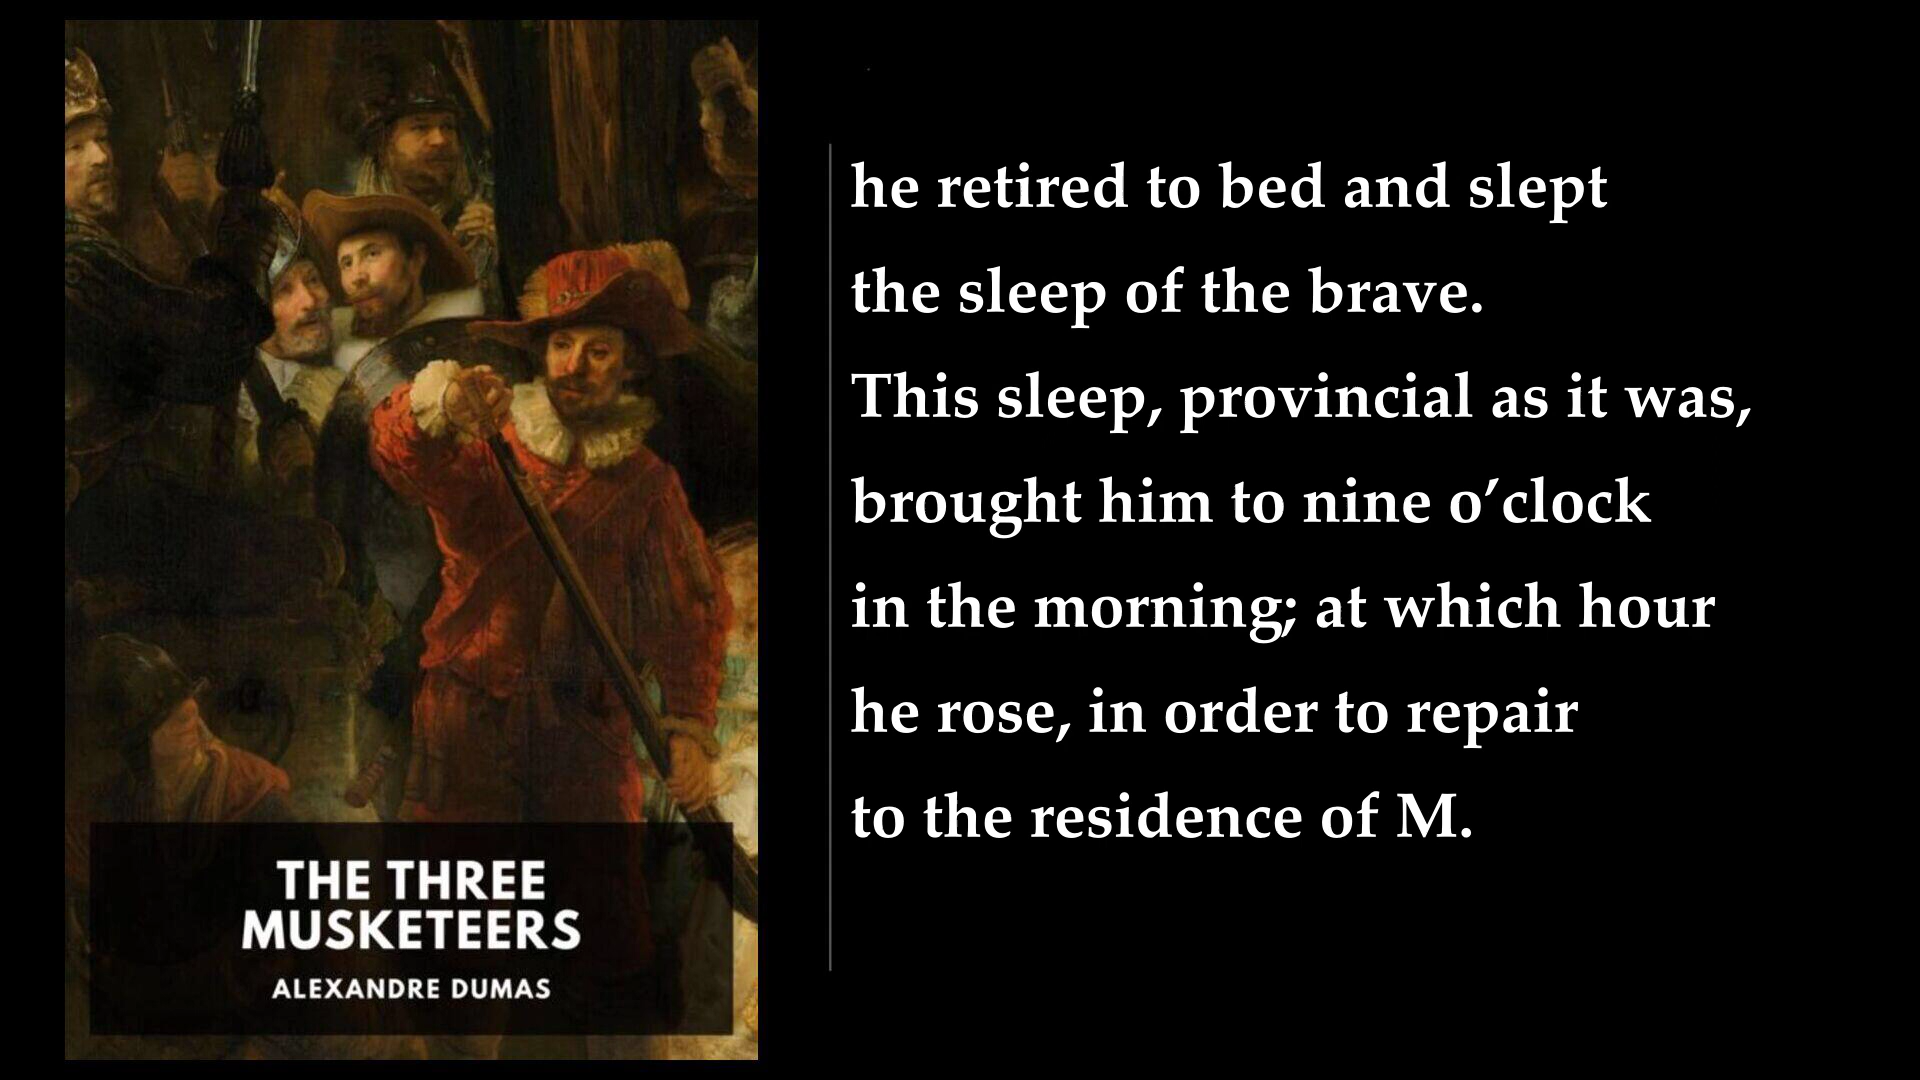 THE THREE
MUSKETEERS
ALEXANDRE DUMAS
he retired to bed and slept
the sleep of the brave.
This sleep, provincial as it was,
brought him to nine o’clock
in the morning; at which hour
he rose, in order to repair
to the residence of M.